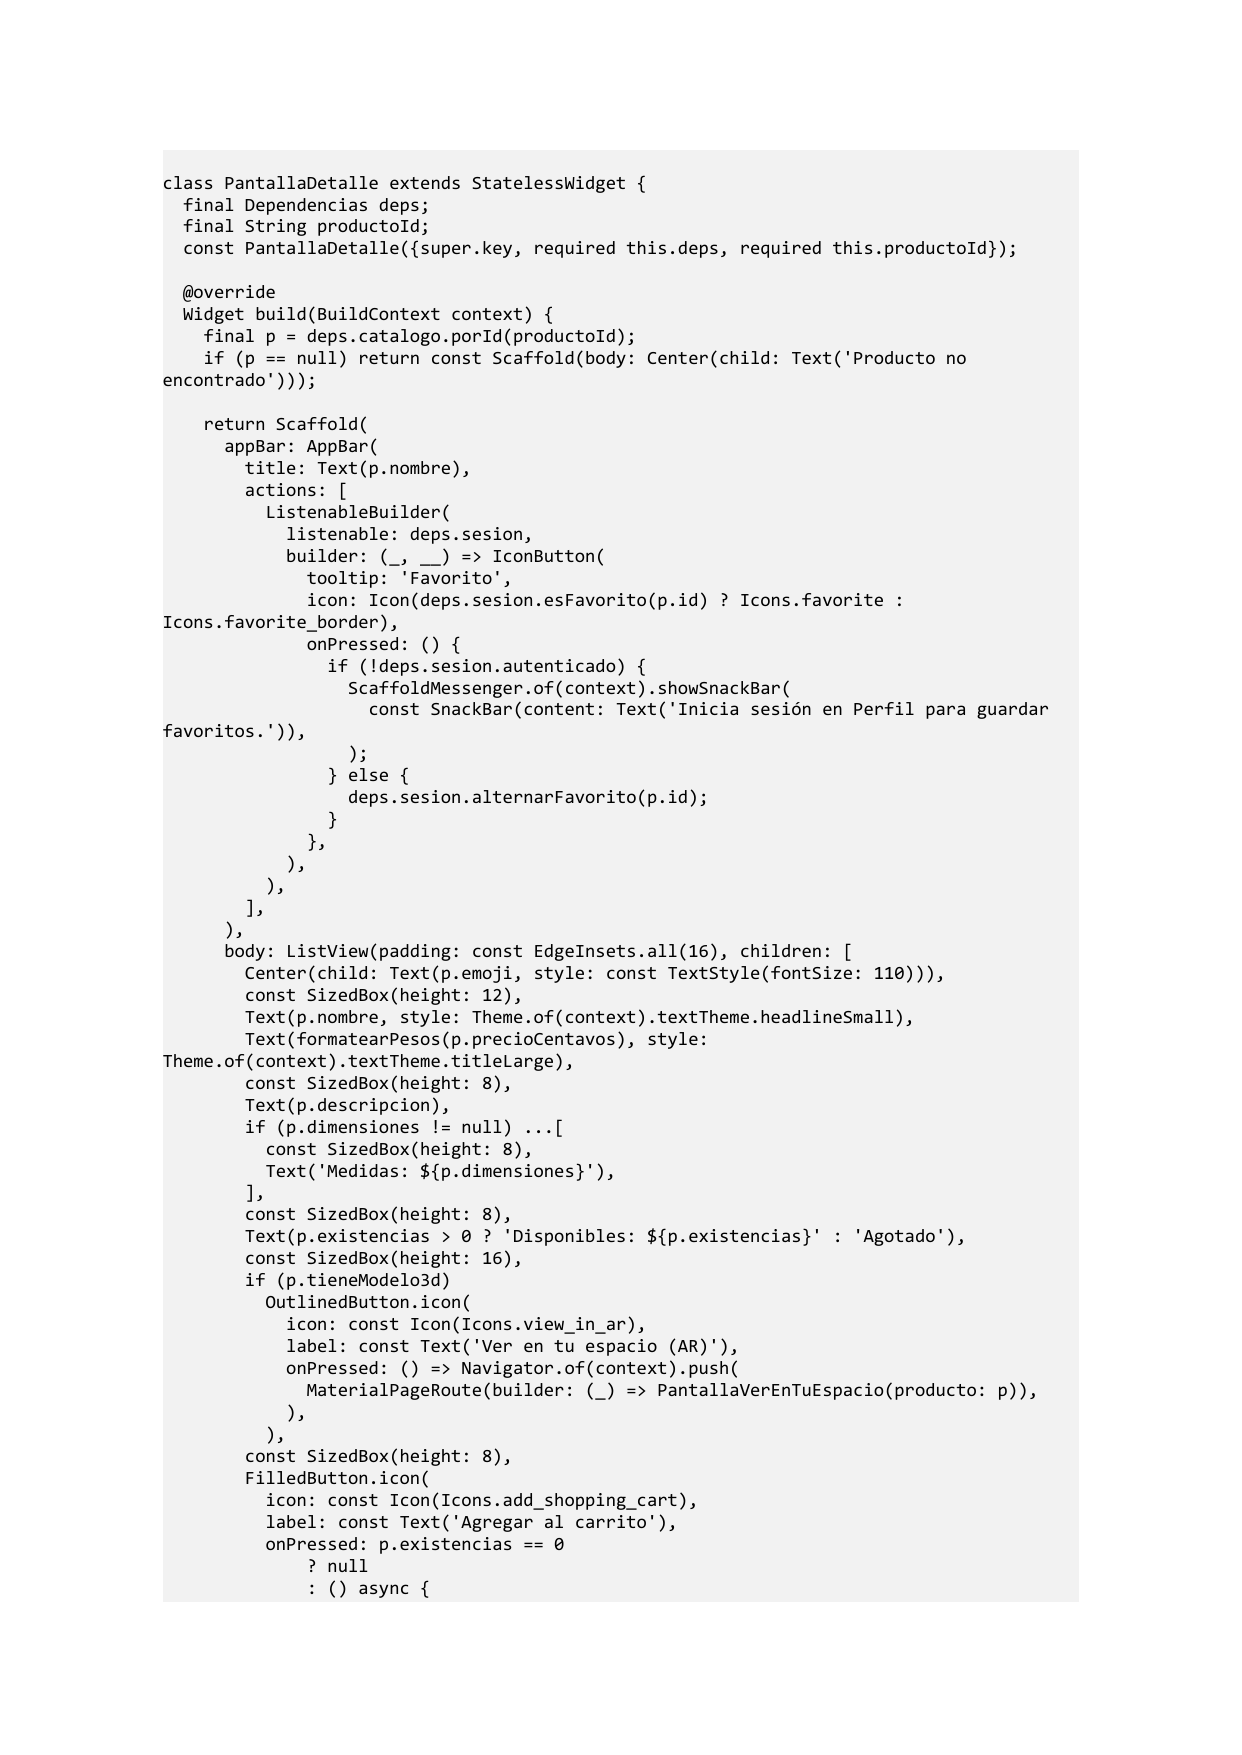 class PantallaDetalle extends StatelessWidget {
  final Dependencias deps;
  final String productoId;
  const PantallaDetalle({super.key, required this.deps, required this.productoId});

  @override
  Widget build(BuildContext context) {
    final p = deps.catalogo.porId(productoId);
    if (p == null) return const Scaffold(body: Center(child: Text('Producto no
encontrado')));

    return Scaffold(
      appBar: AppBar(
        title: Text(p.nombre),
        actions: [
          ListenableBuilder(
            listenable: deps.sesion,
            builder: (_, __) => IconButton(
              tooltip: 'Favorito',
              icon: Icon(deps.sesion.esFavorito(p.id) ? Icons.favorite :
Icons.favorite_border),
              onPressed: () {
                if (!deps.sesion.autenticado) {
                  ScaffoldMessenger.of(context).showSnackBar(
                    const SnackBar(content: Text('Inicia sesión en Perfil para guardar
favoritos.')),
                  );
                } else {
                  deps.sesion.alternarFavorito(p.id);
                }
              },
            ),
          ),
        ],
      ),
      body: ListView(padding: const EdgeInsets.all(16), children: [
        Center(child: Text(p.emoji, style: const TextStyle(fontSize: 110))),
        const SizedBox(height: 12),
        Text(p.nombre, style: Theme.of(context).textTheme.headlineSmall),
        Text(formatearPesos(p.precioCentavos), style:
Theme.of(context).textTheme.titleLarge),
        const SizedBox(height: 8),
        Text(p.descripcion),
        if (p.dimensiones != null) ...[
          const SizedBox(height: 8),
          Text('Medidas: ${p.dimensiones}'),
        ],
        const SizedBox(height: 8),
        Text(p.existencias > 0 ? 'Disponibles: ${p.existencias}' : 'Agotado'),
        const SizedBox(height: 16),
        if (p.tieneModelo3d)
          OutlinedButton.icon(
            icon: const Icon(Icons.view_in_ar),
            label: const Text('Ver en tu espacio (AR)'),
            onPressed: () => Navigator.of(context).push(
              MaterialPageRoute(builder: (_) => PantallaVerEnTuEspacio(producto: p)),
            ),
          ),
        const SizedBox(height: 8),
        FilledButton.icon(
          icon: const Icon(Icons.add_shopping_cart),
          label: const Text('Agregar al carrito'),
          onPressed: p.existencias == 0
              ? null
              : () async {